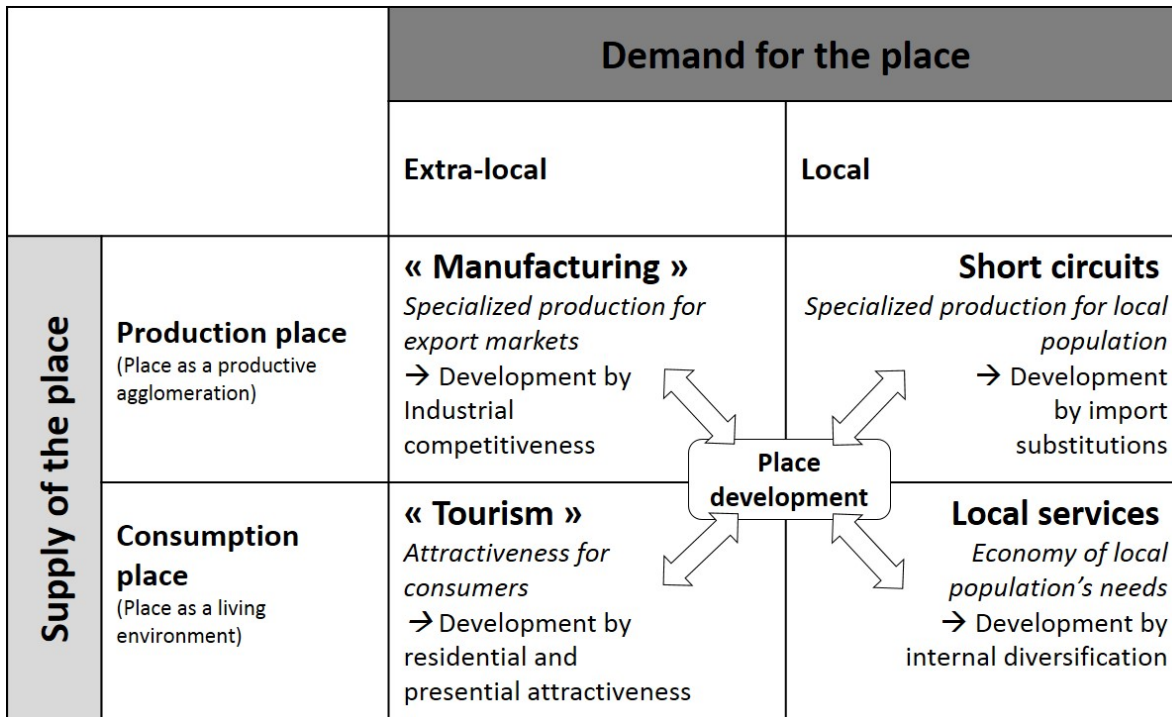 Demand for the place
Extra-local
Local
Supply of the place
Production place
(Place as a productive
agglomeration)
« Manufacturing »
Specialized production for
export markets
→ Development by
Industrial
competitiveness
Short circuits
Specialized production for local
population
→ Development
by import
substitutions
Place
development
Consumption
place
(Place as a living
environment)
« Tourism »
Attractiveness for
consumers
→ Development by
residential and
presential attractiveness
Local services
Economy of local
population’s needs
→ Development by
internal diversification